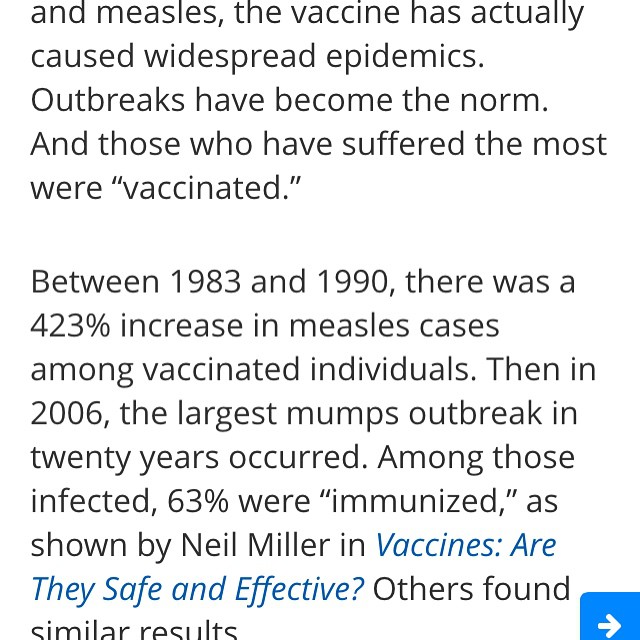 and measles, the vaccine has actually
caused widespread epidemics.
Outbreaks have become the norm.
And those who have suffered the most
were “vaccinated.”
Between 1983 and 1990, there was a
423% increase in measles cases
among vaccinated individuals. Then in
2006, the largest mumps outbreak in
twenty years occurred. Among those
infected, 63% were “immunized,” as
shown by Neil Miller in Vaccines: Are
They Safe and Effective? Others found
similar results